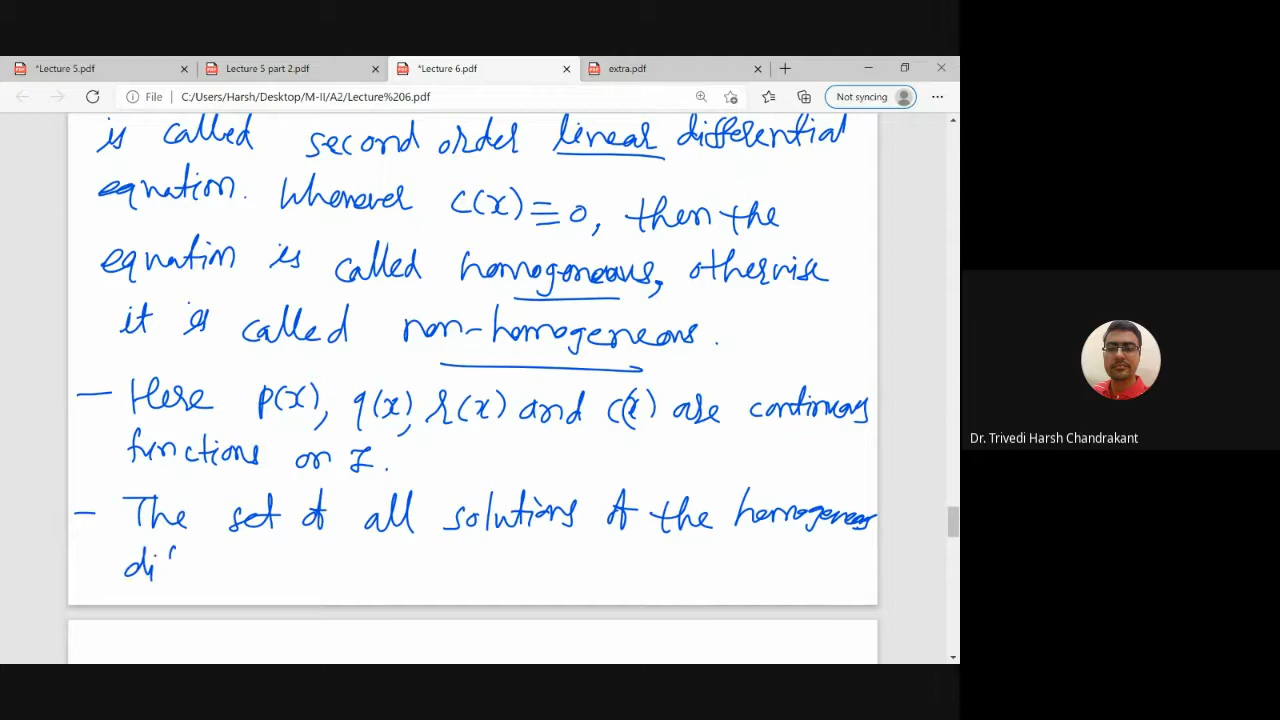 *Lecture 5.pdf
Lecture 5 part 2.pdf
*Lecture 6.pdf
extra.pdf
File
C:/Users/Harsh/Desktop/M-II/A2/Lecture%206.pdf
Not syncing
is called second order linear differential
equation. Whenever c(x) ≡ 0, then the
equation is called homogeneous, otherwise
it is called non-homogeneous.
– Here p(x), q(x), r(x) and c(x) are continuous
functions on I.
– The set of all solutions of the homogeneous
di
Dr. Trivedi Harsh Chandrakant